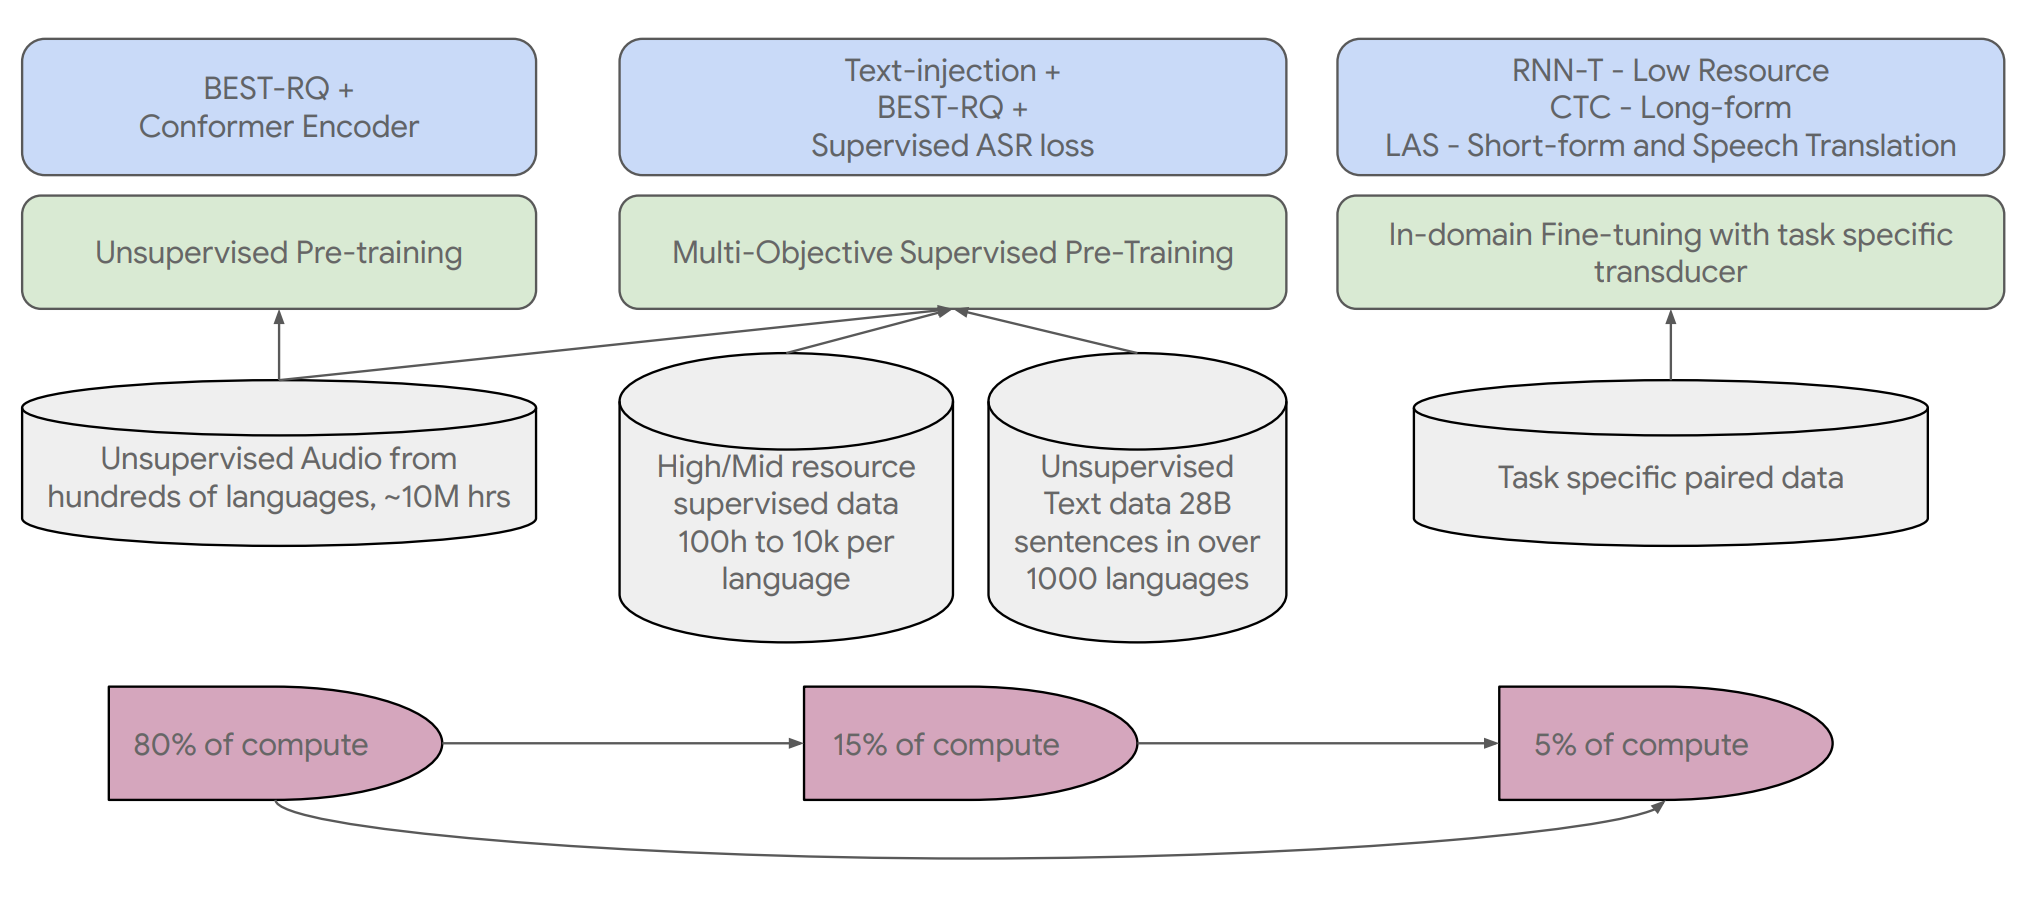 BEST-RQ +
Conformer Encoder
Text-injection +
BEST-RQ +
Supervised ASR loss
RNN-T - Low Resource
CTC - Long-form
LAS - Short-form and Speech Translation
Unsupervised Pre-training
Multi-Objective Supervised Pre-Training
In-domain Fine-tuning with task specific
transducer
Unsupervised Audio from
hundreds of languages, ~10M hrs
High/Mid resource
supervised data
100h to 10k per
language
Unsupervised
Text data 28B
sentences in over
1000 languages
Task specific paired data
80% of compute
15% of compute
5% of compute